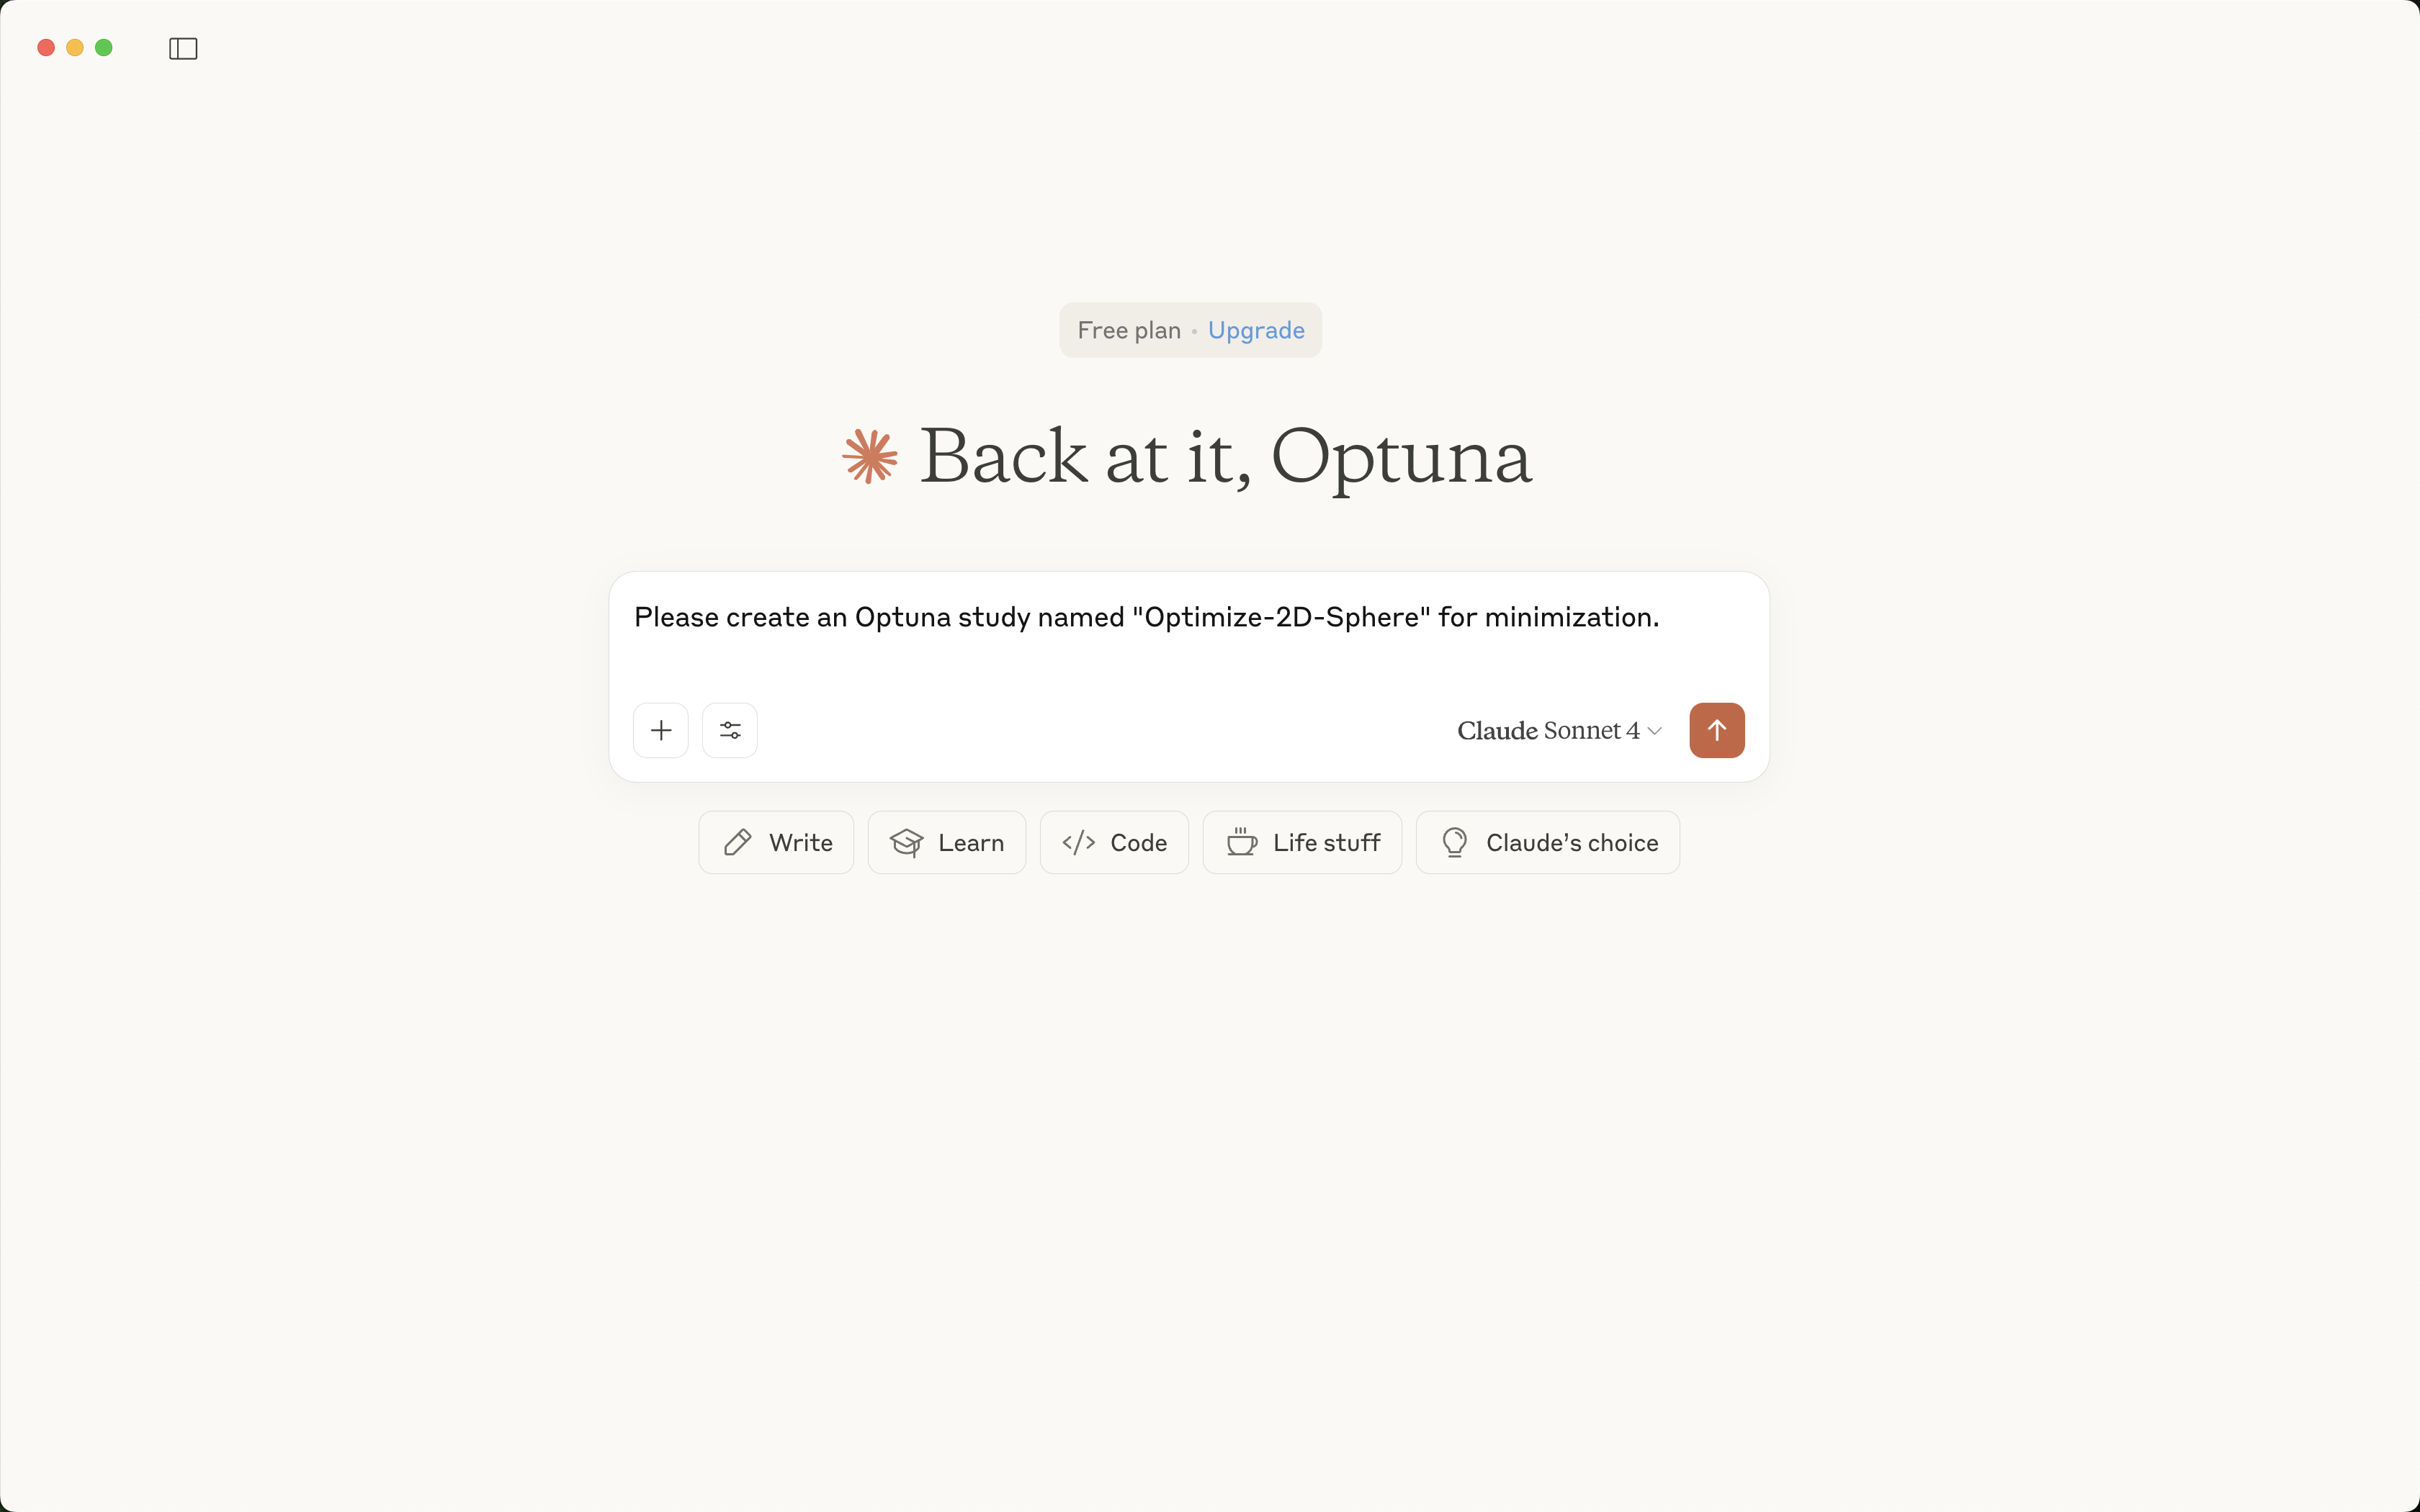 Free plan • Upgrade
Back at it, Optuna
Please create an Optuna study named "Optimize-2D-Sphere" for minimization.
Claude Sonnet 4
Write Learn Code Life stuff Claude’s choice